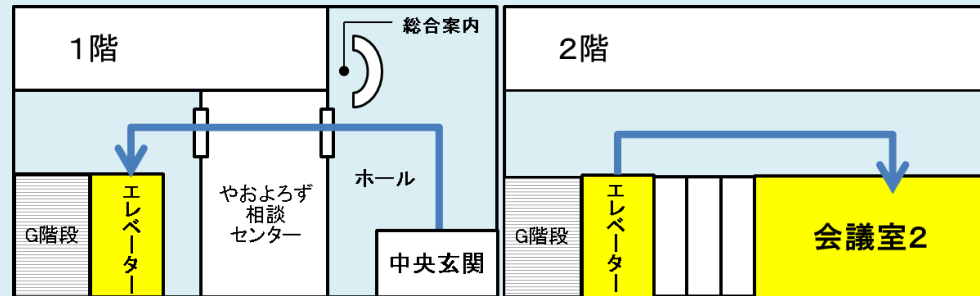 1階
総合案内
ホール
やおよろず
相談
センター
G階段
エレベーター
中央玄関
2階
G階段
エレベーター
会議室2